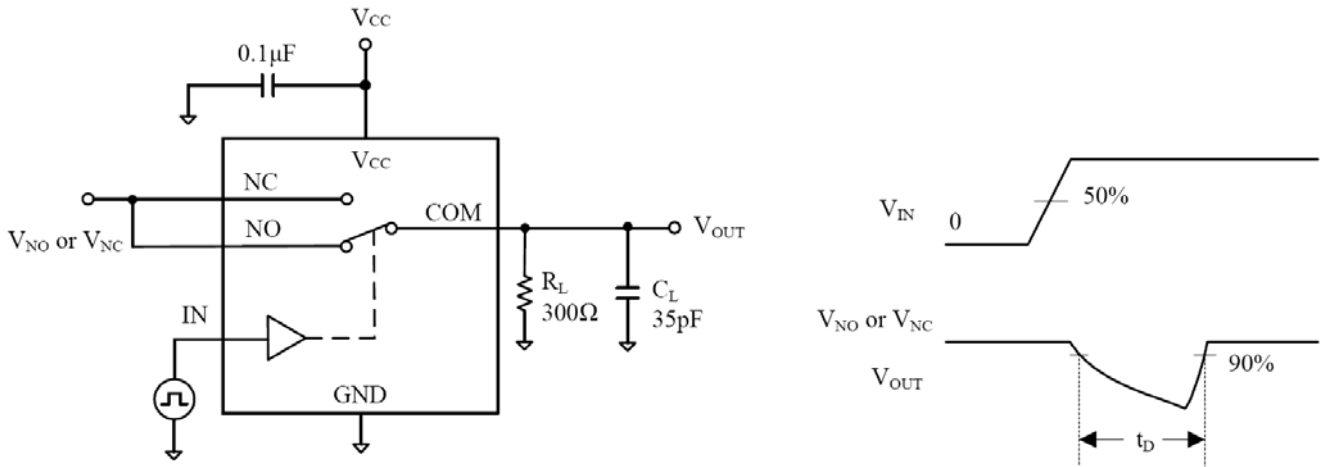 VCC
0.1μF
VCC
NC
NO
COM
VNO or VNC
VOUT
RL
300Ω
CL
35pF
IN
GND
VIN
0
50%
VNO or VNC
VOUT
90%
tD